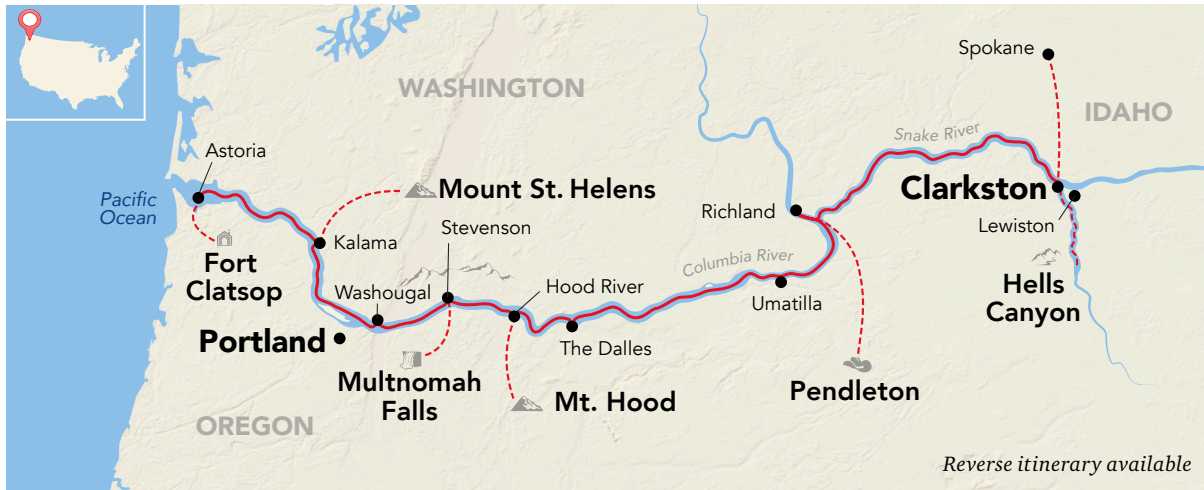 Spokane
WASHINGTON
IDAHO
Snake River
Astoria
Pacific
Ocean
Mount St. Helens
Clarkston
Richland
Lewiston
Stevenson
Kalama
Fort
Clatsop
Columbia River
Hells
Canyon
Washougal
Hood River
Umatilla
Portland
The Dalles
Multnomah
Falls
Mt. Hood
Pendleton
OREGON
Reverse itinerary available